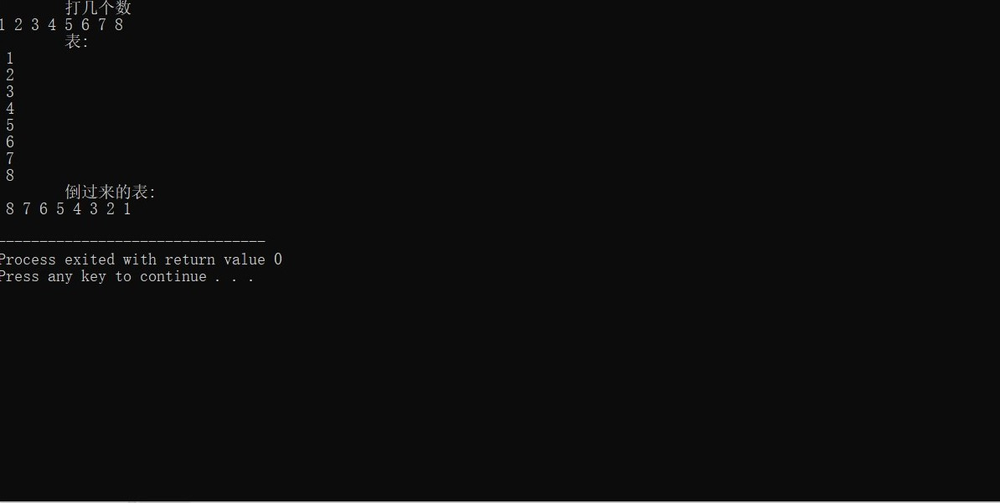 打几个数
1 2 3 4 5 6 7 8
表:
1
2
3
4
5
6
7
8
倒过来的表:
8 7 6 5 4 3 2 1
--------------------------------
Process exited with return value 0
Press any key to continue . . .